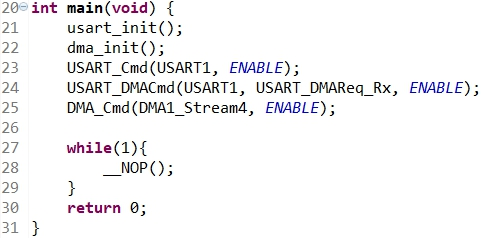 20 int main(void) {
21 usart_init();
22 dma_init();
23 USART_Cmd(USART1, ENABLE);
24 USART_DMACmd(USART1, USART_DMAReq_Rx, ENABLE);
25 DMA_Cmd(DMA1_Stream4, ENABLE);
26
27 while(1){
28 __NOP();
29 }
30 return 0;
31 }